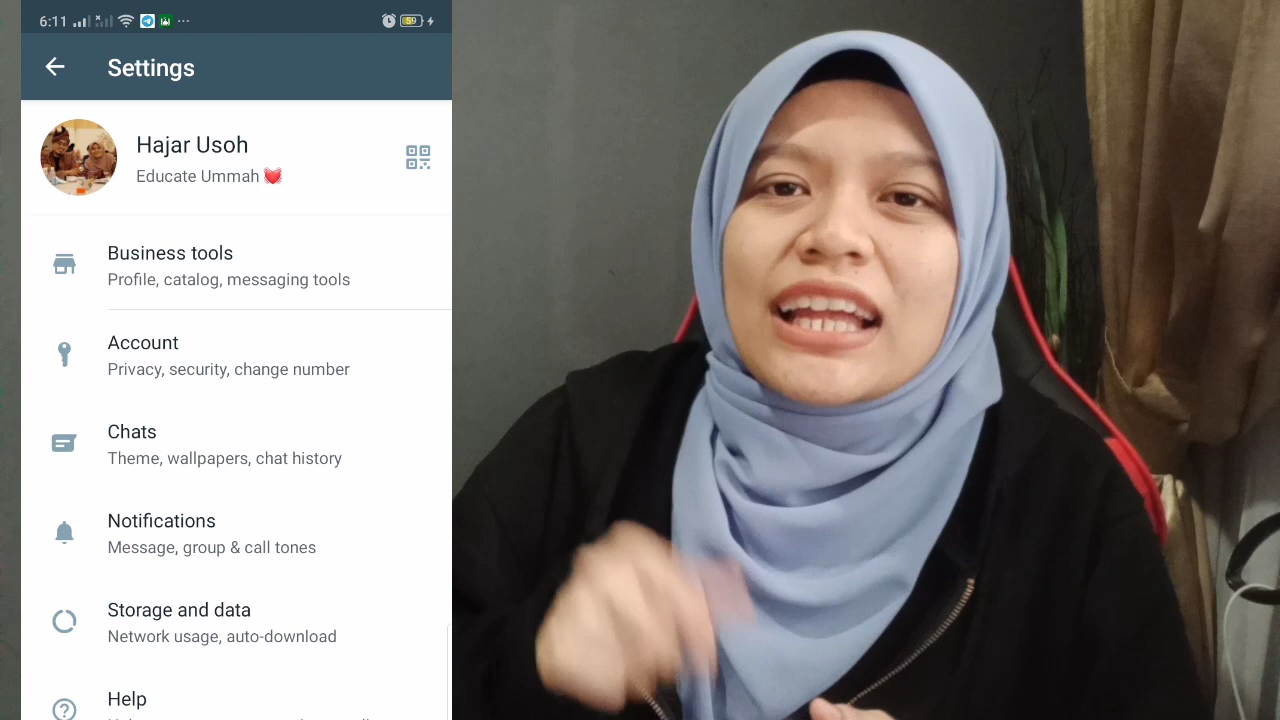 6:11
59
Settings
Hajar Usoh
Educate Ummah 💓
Business tools
Profile, catalog, messaging tools
Account
Privacy, security, change number
Chats
Theme, wallpapers, chat history
Notifications
Message, group & call tones
Storage and data
Network usage, auto-download
Help